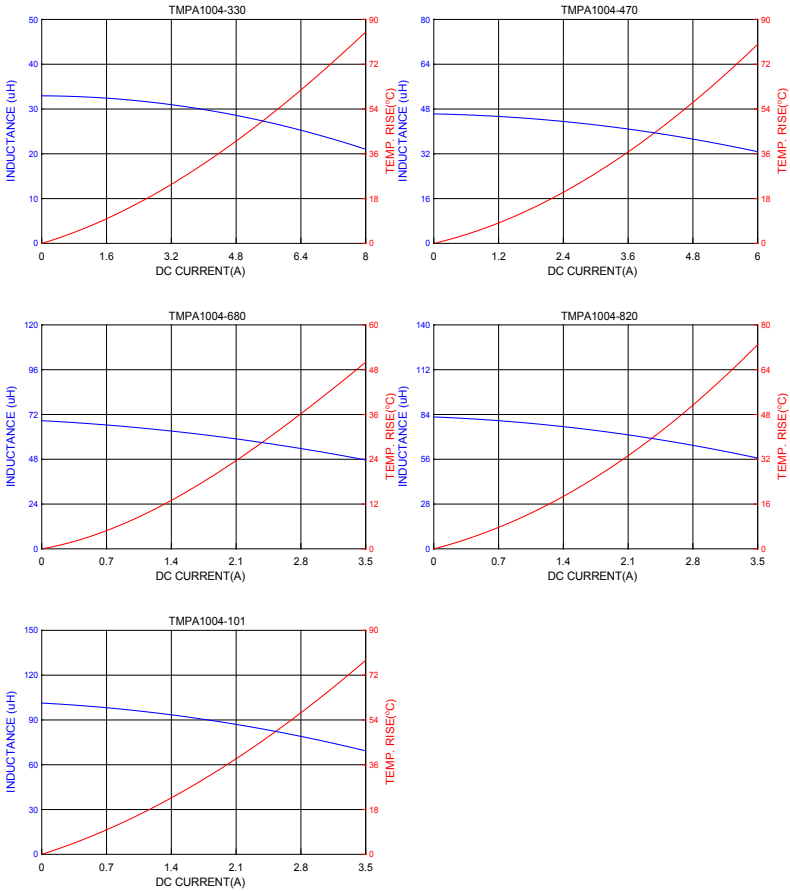 TMPA1004-330
INDUCTANCE (uH)
50
40
30
20
10
0
90
72
54
36
18
0
TEMP. RISE(°C)
0 1.6 3.2 4.8 6.4 8
DC CURRENT(A)
TMPA1004-470
INDUCTANCE (uH)
80
64
48
32
16
0
90
72
54
36
18
0
TEMP. RISE(°C)
0 1.2 2.4 3.6 4.8 6
DC CURRENT(A)
TMPA1004-680
INDUCTANCE (uH)
120
96
72
48
24
0
60
48
36
24
12
0
TEMP. RISE(°C)
0 0.7 1.4 2.1 2.8 3.5
DC CURRENT(A)
TMPA1004-820
INDUCTANCE (uH)
140
112
84
56
28
0
80
64
48
32
16
0
TEMP. RISE(°C)
0 0.7 1.4 2.1 2.8 3.5
DC CURRENT(A)
TMPA1004-101
INDUCTANCE (uH)
150
120
90
60
30
0
90
72
54
36
18
0
TEMP. RISE(°C)
0 0.7 1.4 2.1 2.8 3.5
DC CURRENT(A)